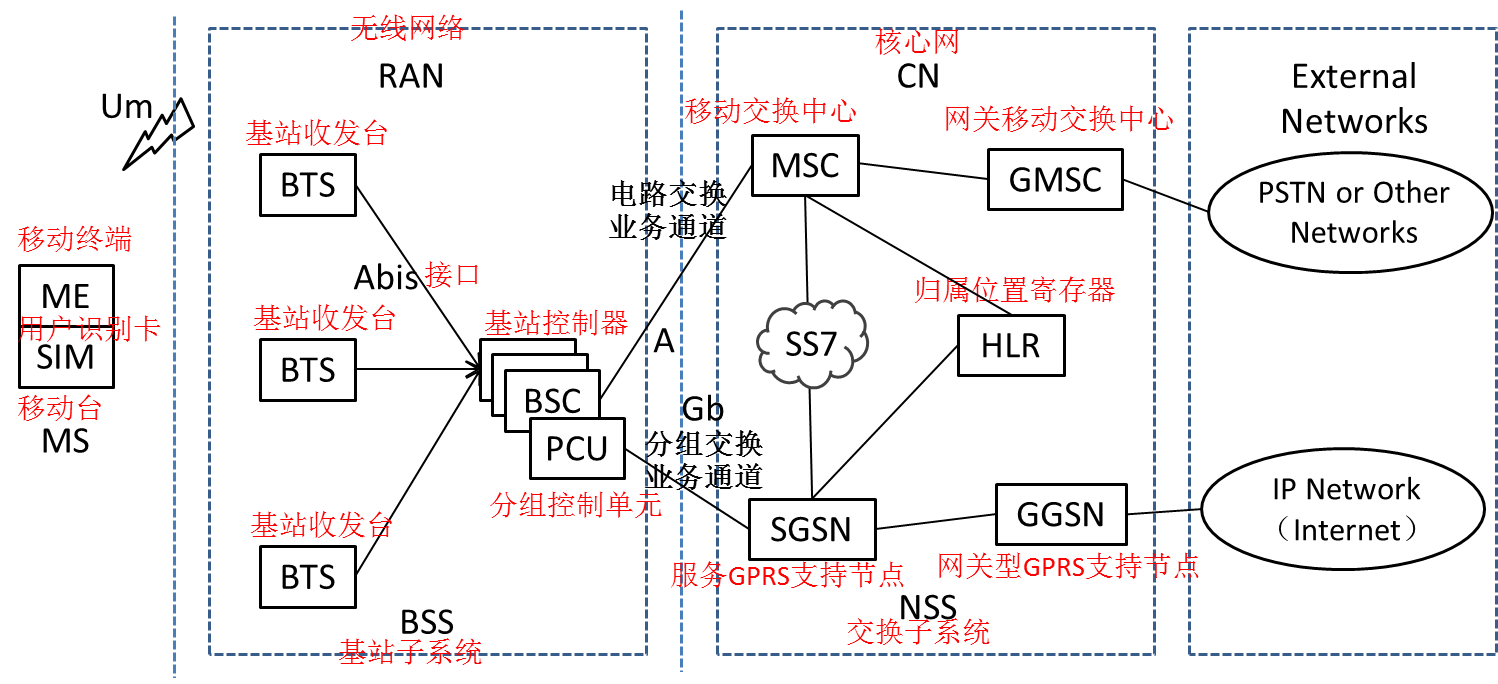 Um
移动终端
ME
用户识别卡
SIM
移动台
MS
无线网络
RAN
基站收发台
BTS
Abis接口
基站收发台
BTS
基站收发台
BTS
基站控制器
BSC
PCU
分组控制单元
BSS
基站子系统
电路交换
业务通道
A
Gb
分组交换
业务通道
核心网
CN
移动交换中心
MSC
网关移动交换中心
GMSC
归属位置寄存器
SS7
HLR
SGSN
服务GPRS支持节点
GGSN
网关型GPRS支持节点
NSS
交换子系统
External
Networks
PSTN or Other
Networks
IP Network
（Internet）